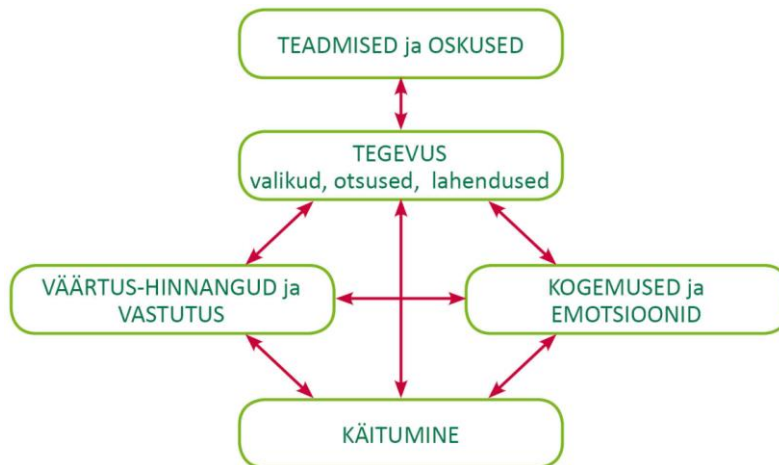 TEADMISED ja OSKUSED
TEGEVUS
valikud, otsused, lahendused
VÄÄRTUS-HINNANGUD ja
VASTUTUS
KOGEMUSED ja
EMOTSIOONID
KÄITUMINE